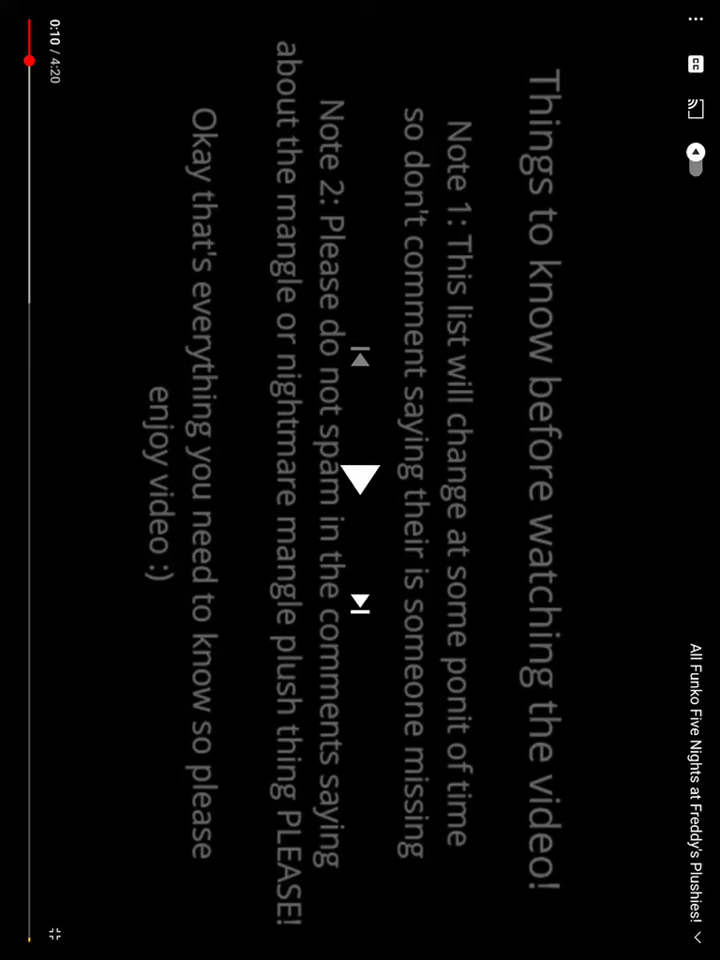 All Funko Five Nights at Freddy's Plushies!
CC
Things to know before watching the video!
Note 1: This list will change at some ponit of time
so don't comment saying their is someone missing
Note 2: Please do not spam in the comments saying
about the mangle or nightmare mangle plush thing PLEASE!
Okay that's everything you need to know so please
enjoy video :)
0:10 / 4:20